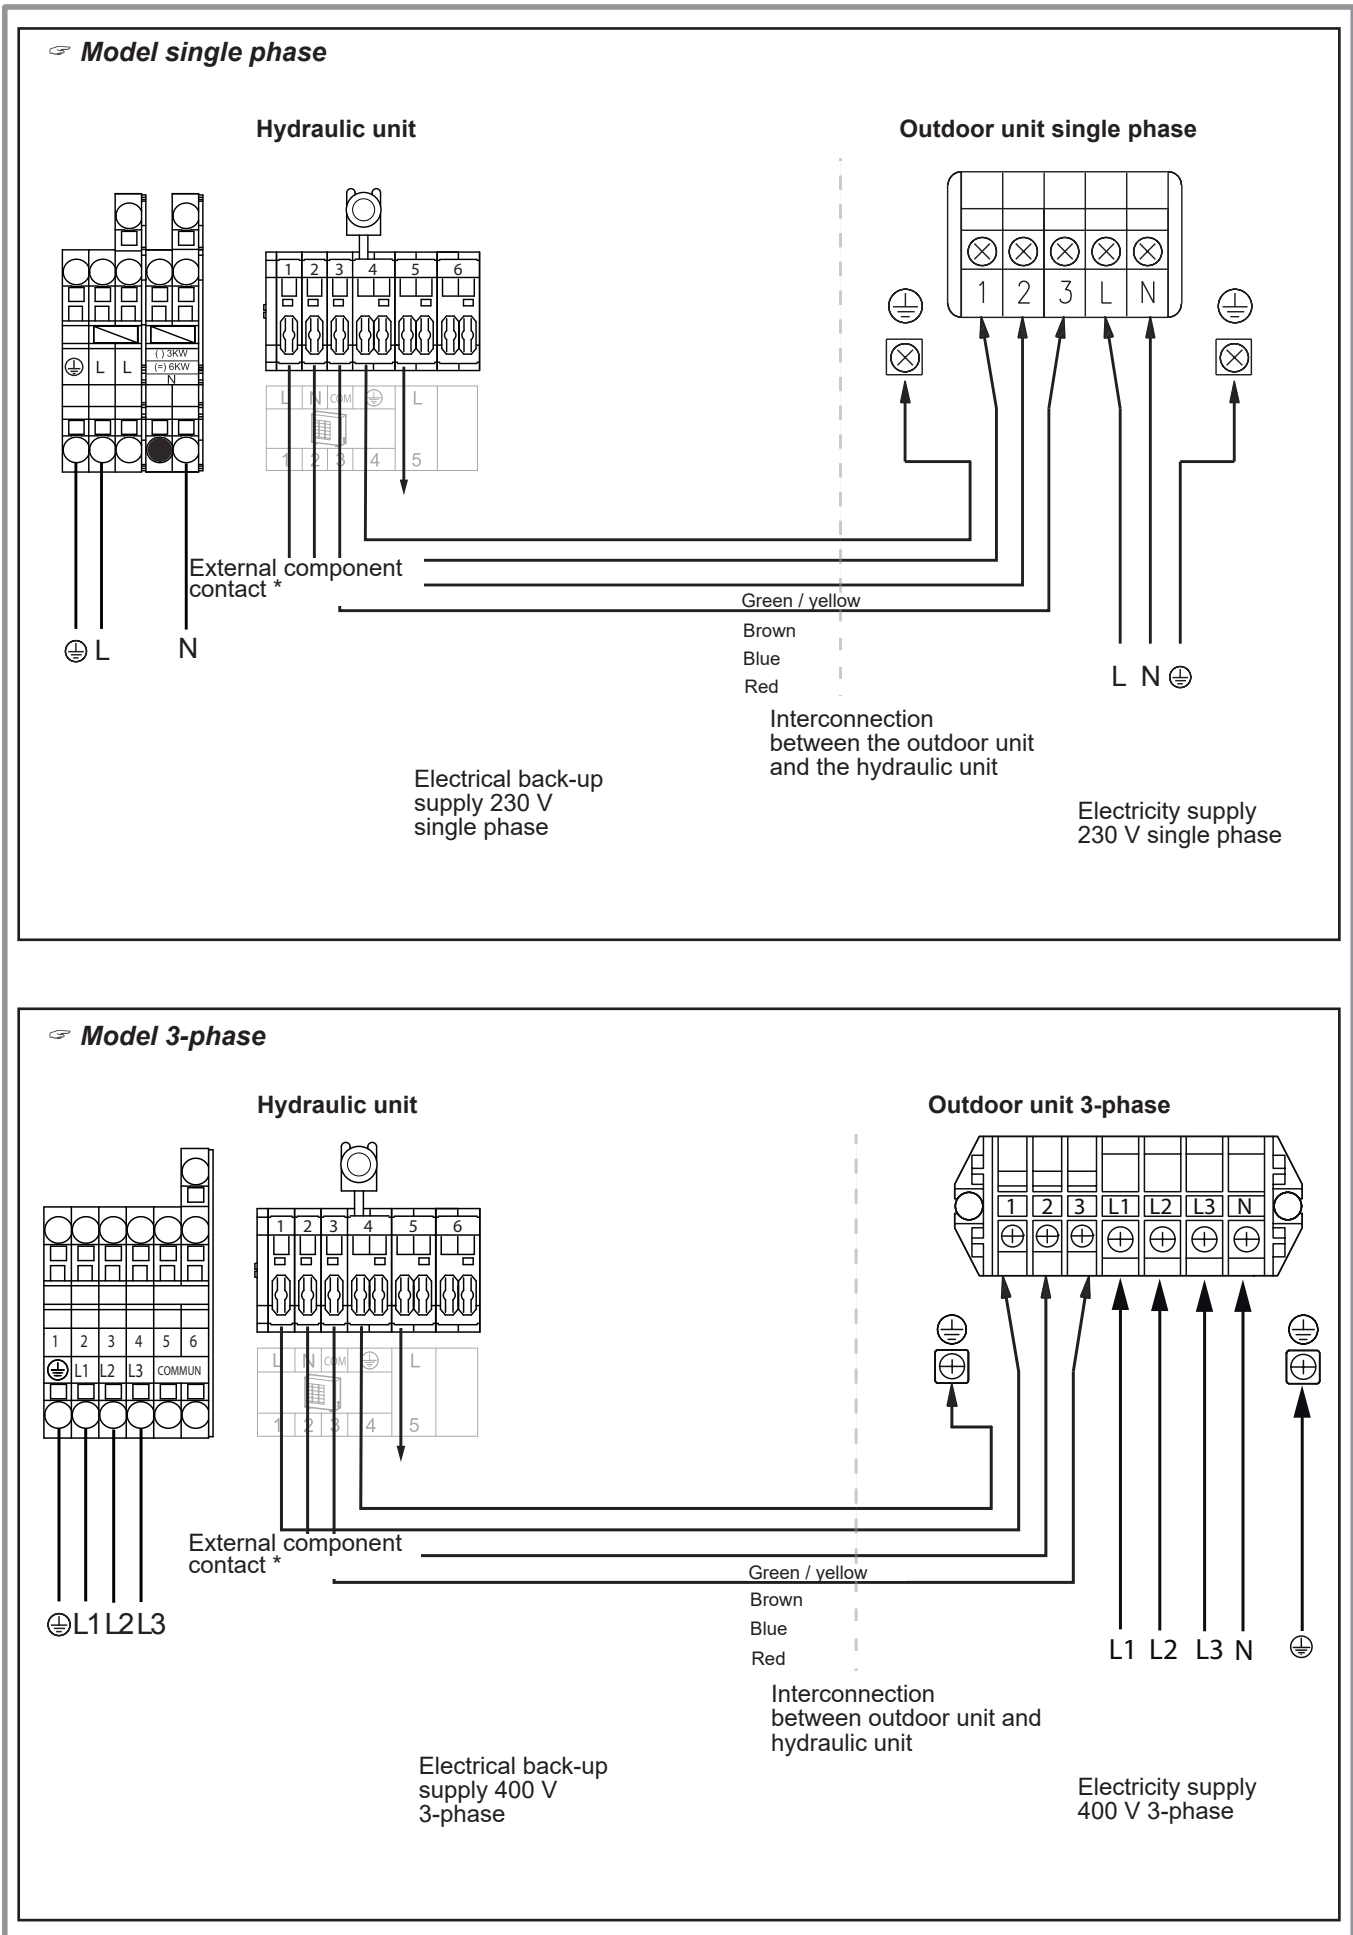 ☞ Model single phase
Hydraulic unit
Outdoor unit single phase
1 2 3 4 5 6
1 2 3 L N
L L
( ) 3KW
(=) 6KW
N
L N COM L
1 2 3 4 5
External component
contact *
L N
Green / yellow
Brown
Blue
Red
L N
Interconnection
between the outdoor unit
and the hydraulic unit
Electrical back-up
supply 230 V
single phase
Electricity supply
230 V single phase
☞ Model 3-phase
Hydraulic unit
Outdoor unit 3-phase
1 2 3 4 5 6
1 2 3 L1 L2 L3 N
1 2 3 4 5 6
L1 L2 L3 COMMUN
L N COM L
1 2 3 4 5
External component
contact *
L1 L2 L3
Green / yellow
Brown
Blue
Red
L1 L2 L3 N
Interconnection
between outdoor unit and
hydraulic unit
Electrical back-up
supply 400 V
3-phase
Electricity supply
400 V 3-phase